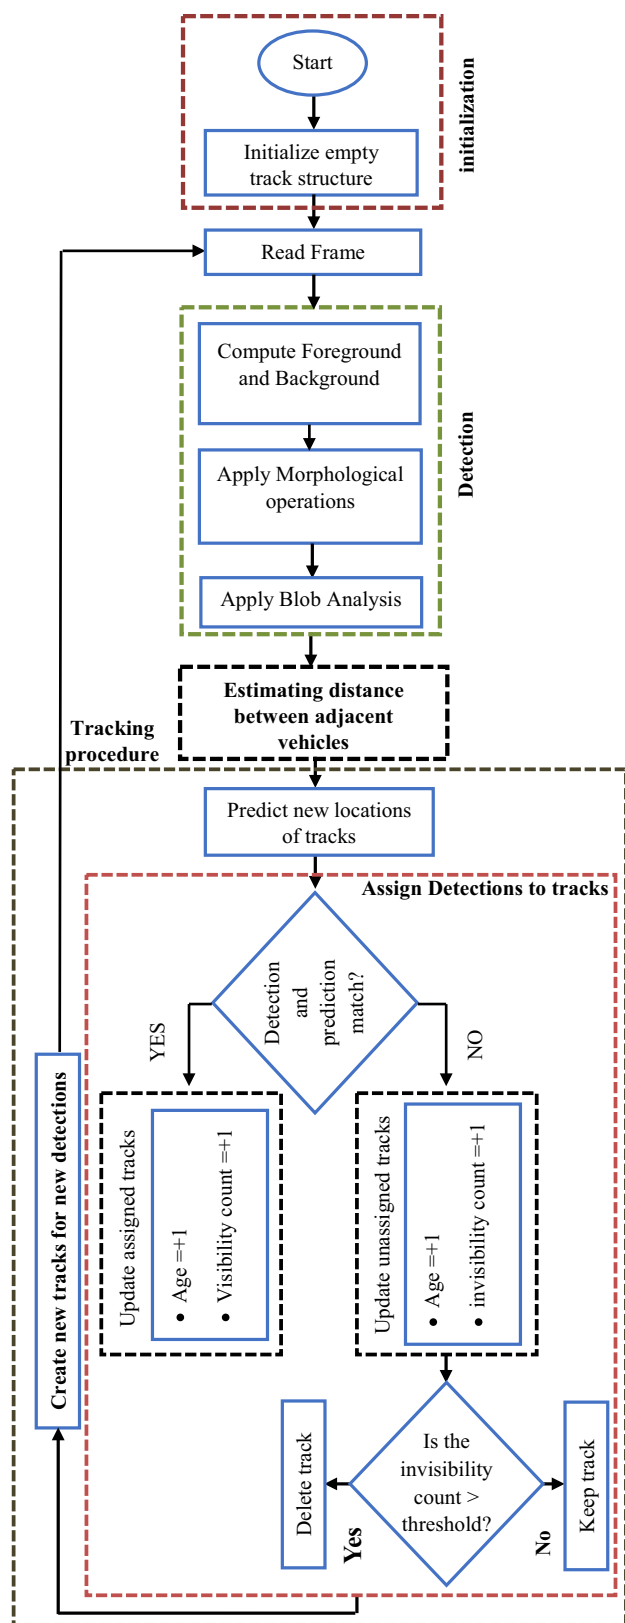 Start
initialization
Initialize empty
track structure
Read Frame
Compute Foreground
and Background
Detection
Apply Morphological
operations
Apply Blob Analysis
Estimating distance
between adjacent
vehicles
Tracking
procedure
Predict new locations
of tracks
Assign Detections to tracks
Detection
and
prediction
match?
YES
NO
Update assigned tracks
• Age =+1
• Visibility count =+1
Update unassigned tracks
• Age =+1
• invisibility count =+1
Create new tracks for new detections
Is the
invisibility
count >
threshold?
Delete track
Yes
No
Keep track